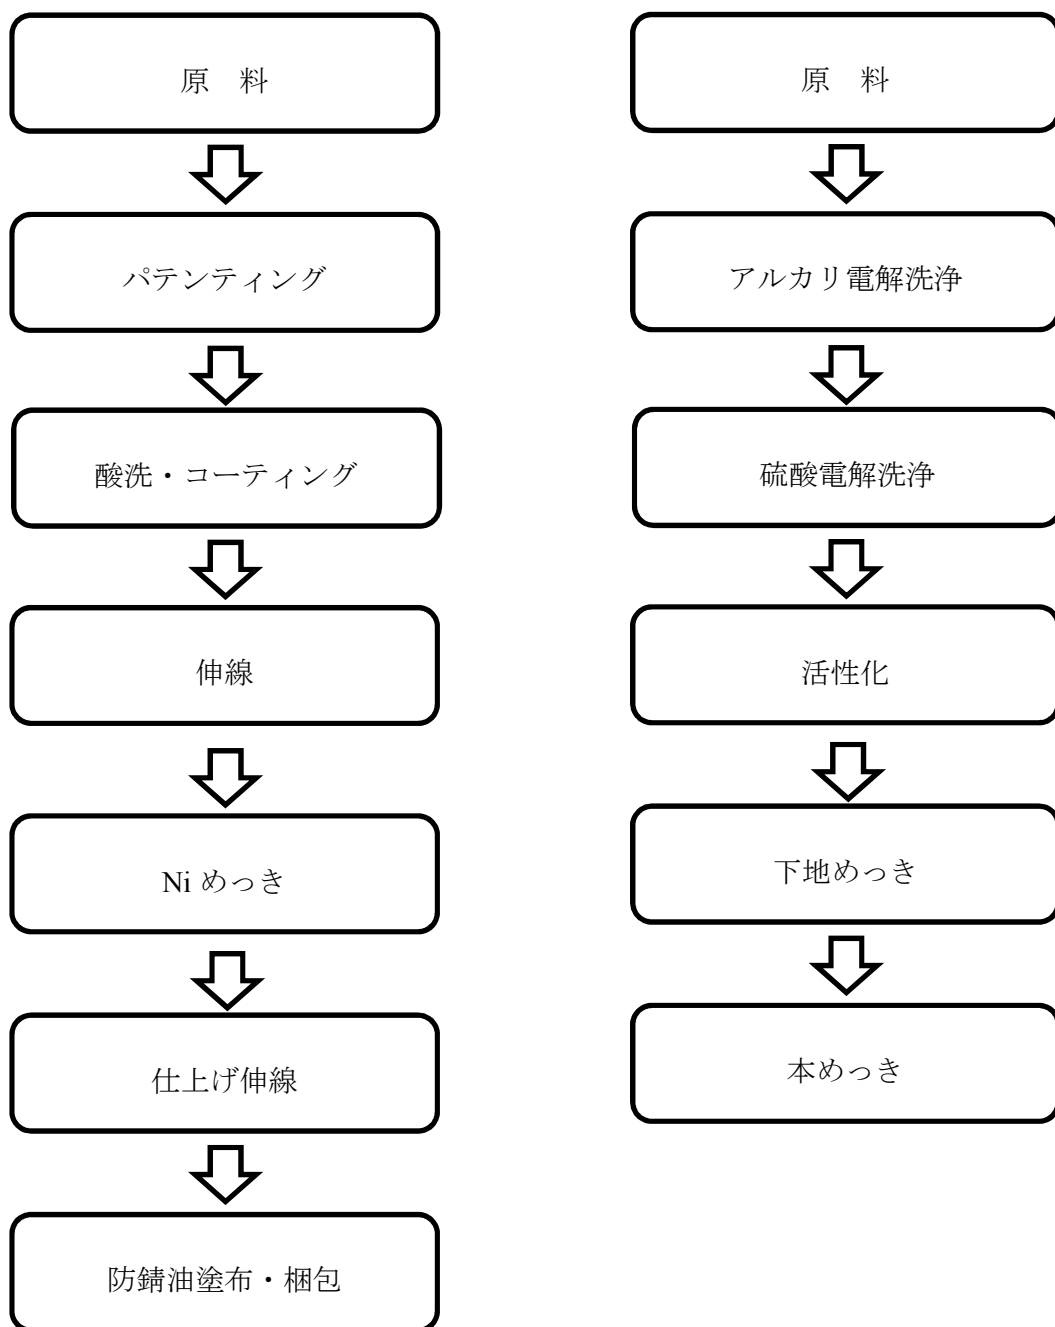 原　料
パテンティング
酸洗・コーティング
伸線
Ni めっき
仕上げ伸線
防錆油塗布・梱包
原　料
アルカリ電解洗浄
硫酸電解洗浄
活性化
下地めっき
本めっき